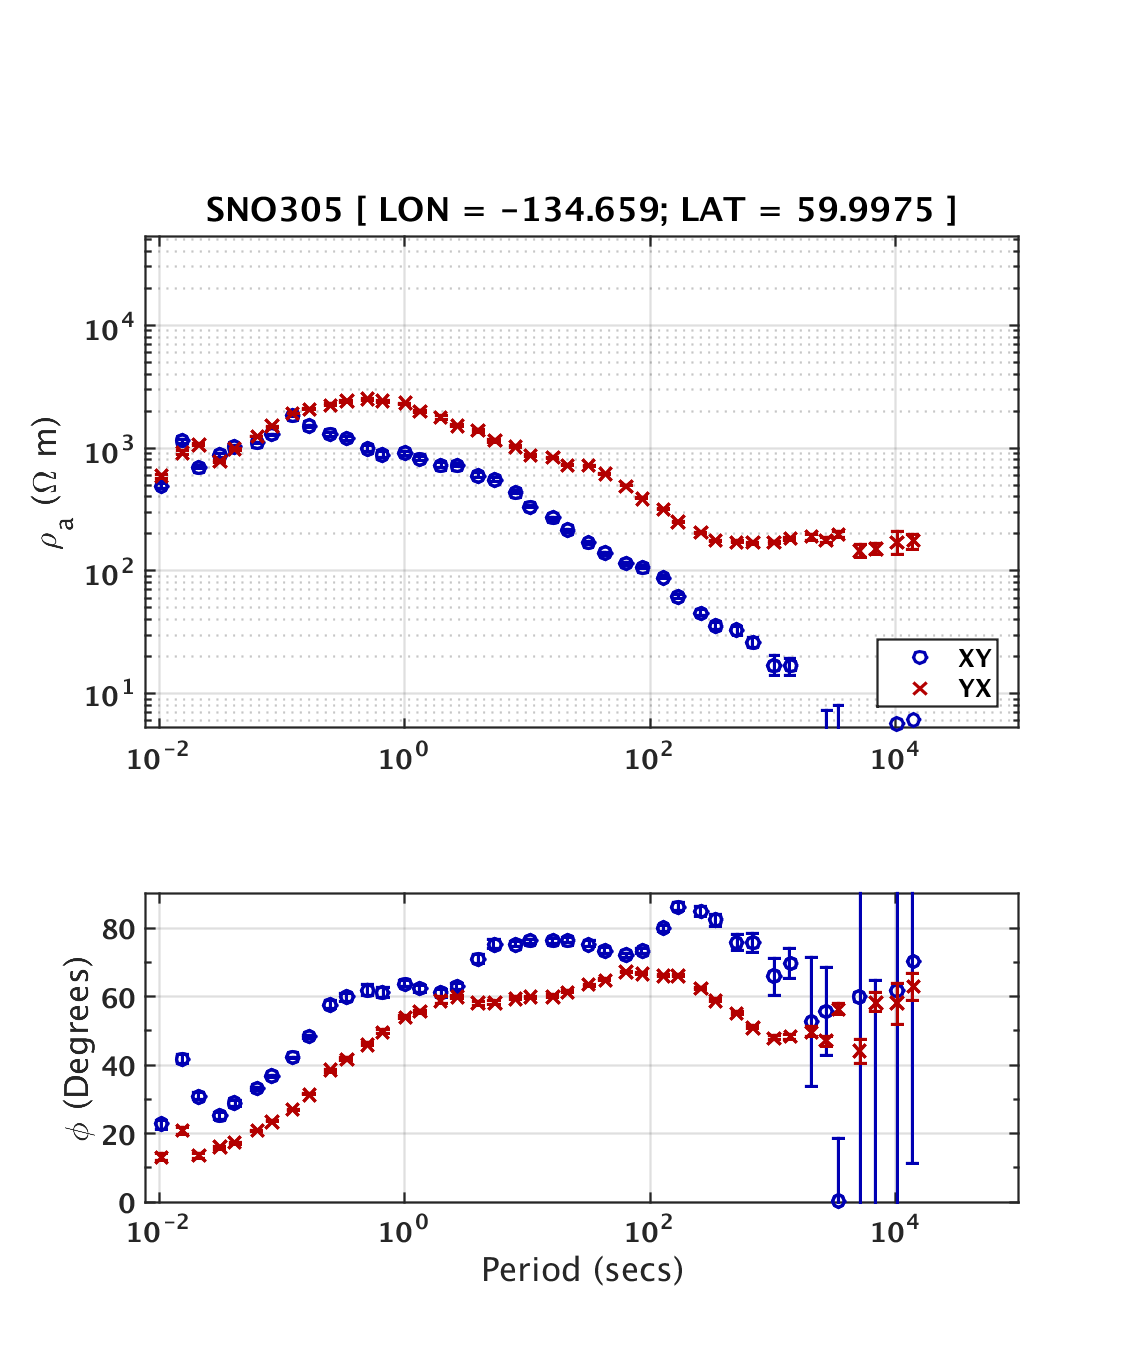 SNO305 [ LON = -134.659; LAT = 59.9975 ]
ρa (Ω m)
10^4
10^3
10^2
10^1
XY
YX
10^-2 10^0 10^2 10^4
φ (Degrees)
80
60
40
20
0
10^-2 10^0 10^2 10^4
Period (secs)